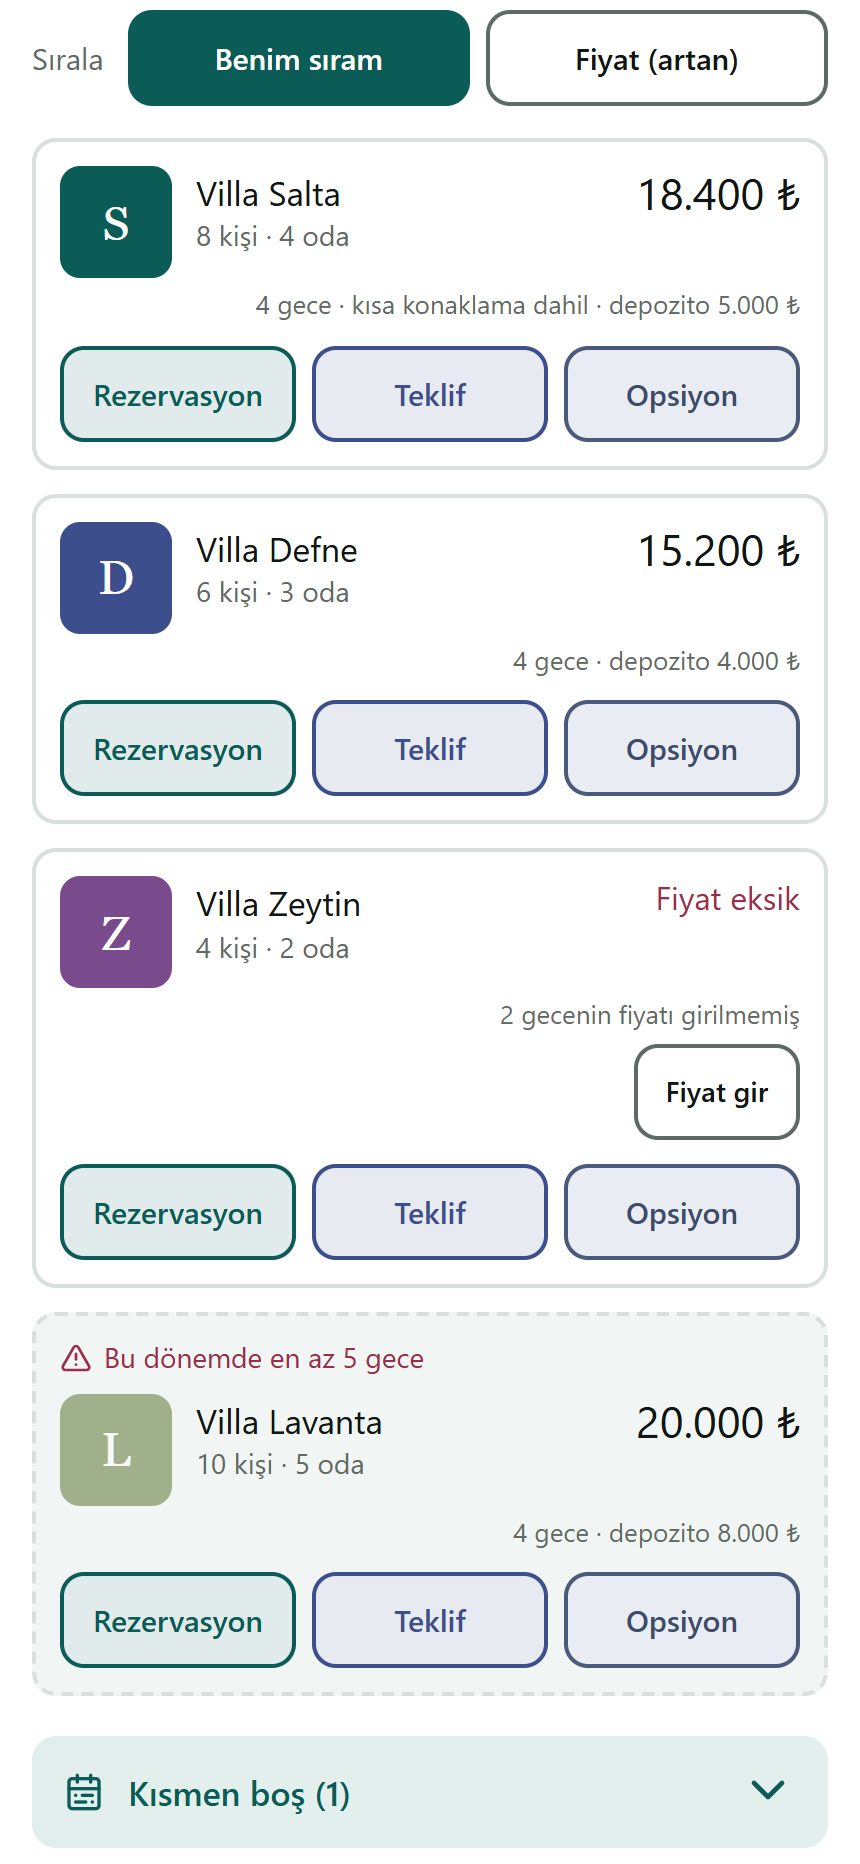 Sırala
Benim sıram
Fiyat (artan)
S
Villa Salta
18.400 ₺
8 kişi · 4 oda
4 gece · kısa konaklama dahil · depozito 5.000 ₺
Rezervasyon
Teklif
Opsiyon
D
Villa Defne
15.200 ₺
6 kişi · 3 oda
4 gece · depozito 4.000 ₺
Rezervasyon
Teklif
Opsiyon
Z
Villa Zeytin
Fiyat eksik
4 kişi · 2 oda
2 gecenin fiyatı girilmemiş
Fiyat gir
Rezervasyon
Teklif
Opsiyon
Bu dönemde en az 5 gece
L
Villa Lavanta
20.000 ₺
10 kişi · 5 oda
4 gece · depozito 8.000 ₺
Rezervasyon
Teklif
Opsiyon
Kısmen boş (1)